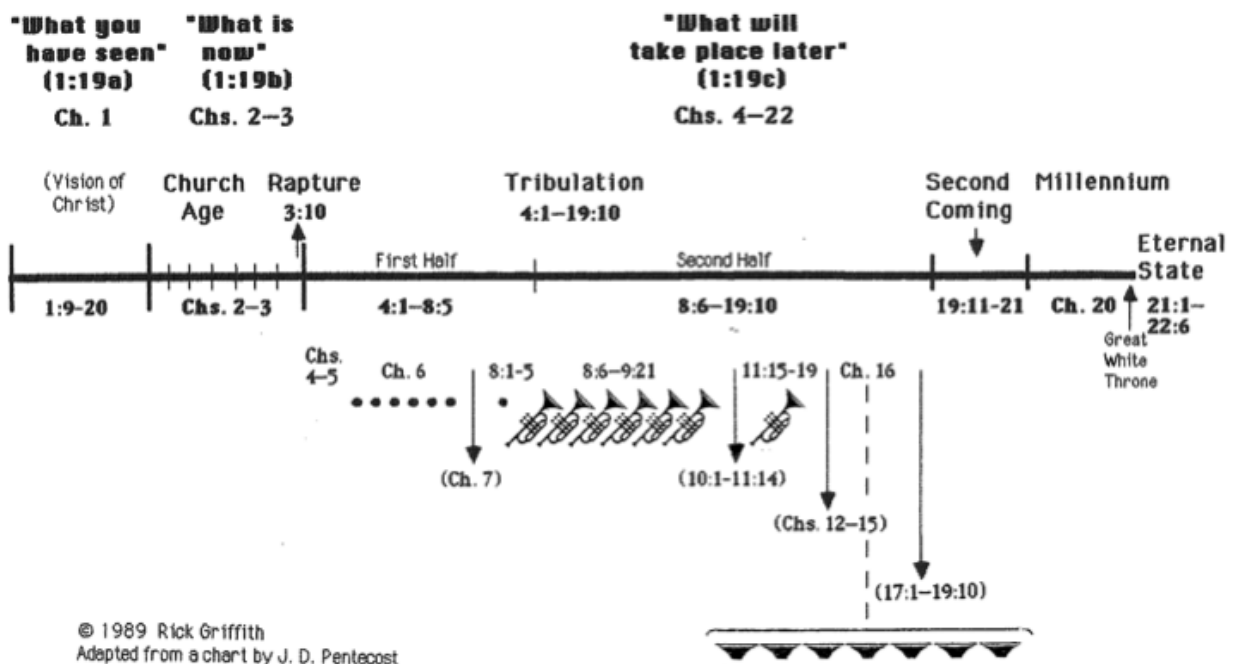 "What you
have seen"
(1:19a)
Ch. 1
"What is
now"
(1:19b)
Chs. 2–3
"What will
take place later"
(1:19c)
Chs. 4–22
(Vision of
Christ)
Church
Age
Rapture
3:10
Tribulation
4:1–19:10
Second
Coming
Millennium
Eternal
State
First Half
Second Half
1:9-20
Chs. 2–3
4:1–8:5
8:6–19:10
19:11-21
Ch. 20
21:1–
22:6
Great
White
Throne
Chs.
4–5
Ch. 6
8:1-5
8:6–9:21
11:15-19
Ch. 16
(Ch. 7)
(10:1-11:14)
(Chs. 12–15)
(17:1–19:10)
© 1989 Rick Griffith
Adapted from a chart by J. D. Pentecost